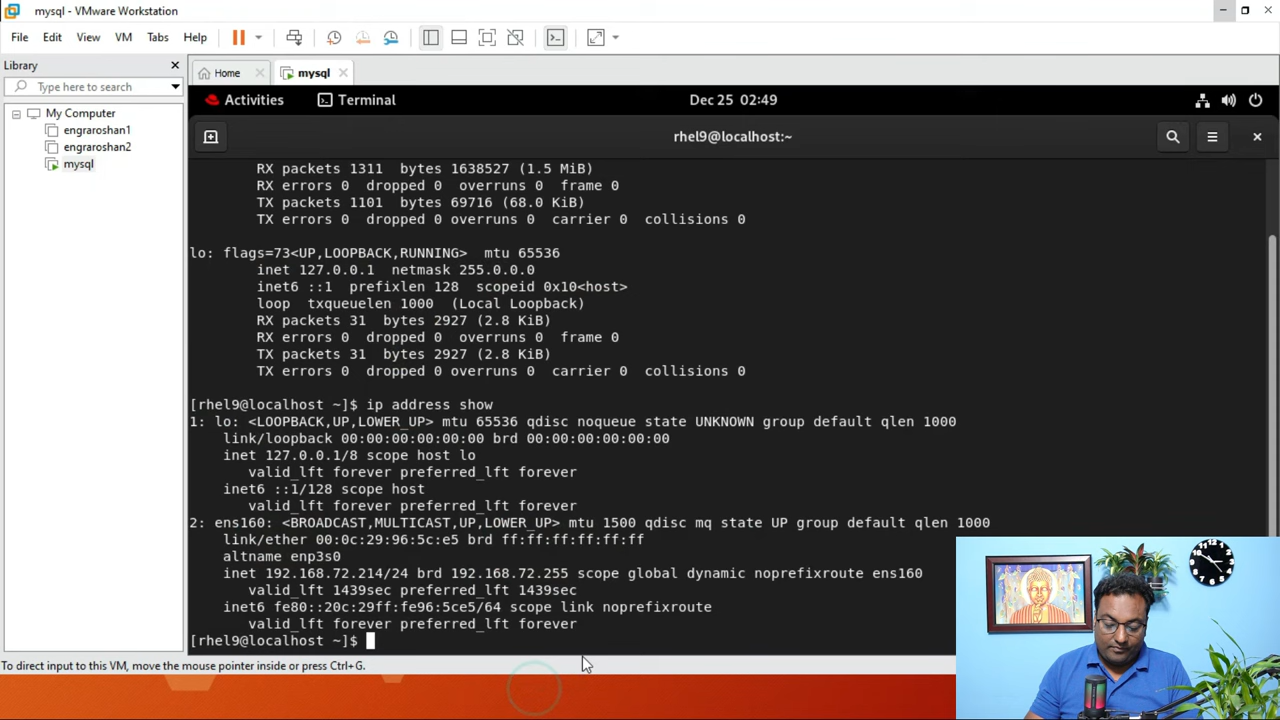 mysql - VMware Workstation
File Edit View VM Tabs Help
Library
Type here to search
My Computer
engraroshan1
engraroshan2
mysql
Home
mysql
Activities
Terminal
Dec 25 02:49
rhel9@localhost:~
RX packets 1311 bytes 1638527 (1.5 MiB)
RX errors 0 dropped 0 overruns 0 frame 0
TX packets 1101 bytes 69716 (68.0 KiB)
TX errors 0 dropped 0 overruns 0 carrier 0 collisions 0
lo: flags=73<UP,LOOPBACK,RUNNING> mtu 65536
inet 127.0.0.1 netmask 255.0.0.0
inet6 ::1 prefixlen 128 scopeid 0x10<host>
loop txqueuelen 1000 (Local Loopback)
RX packets 31 bytes 2927 (2.8 KiB)
RX errors 0 dropped 0 overruns 0 frame 0
TX packets 31 bytes 2927 (2.8 KiB)
TX errors 0 dropped 0 overruns 0 carrier 0 collisions 0
[rhel9@localhost ~]$ ip address show
1: lo: <LOOPBACK,UP,LOWER_UP> mtu 65536 qdisc noqueue state UNKNOWN group default qlen 1000
link/loopback 00:00:00:00:00:00 brd 00:00:00:00:00:00
inet 127.0.0.1/8 scope host lo
valid_lft forever preferred_lft forever
inet6 ::1/128 scope host
valid_lft forever preferred_lft forever
2: ens160: <BROADCAST,MULTICAST,UP,LOWER_UP> mtu 1500 qdisc mq state UP group default qlen 1000
link/ether 00:0c:29:96:5c:e5 brd ff:ff:ff:ff:ff:ff
altname enp3s0
inet 192.168.72.214/24 brd 192.168.72.255 scope global dynamic noprefixroute ens160
valid_lft 1439sec preferred_lft 1439sec
inet6 fe80::20c:29ff:fe96:5ce5/64 scope link noprefixroute
valid_lft forever preferred_lft forever
[rhel9@localhost ~]$
To direct input to this VM, move the mouse pointer inside or press Ctrl+G.